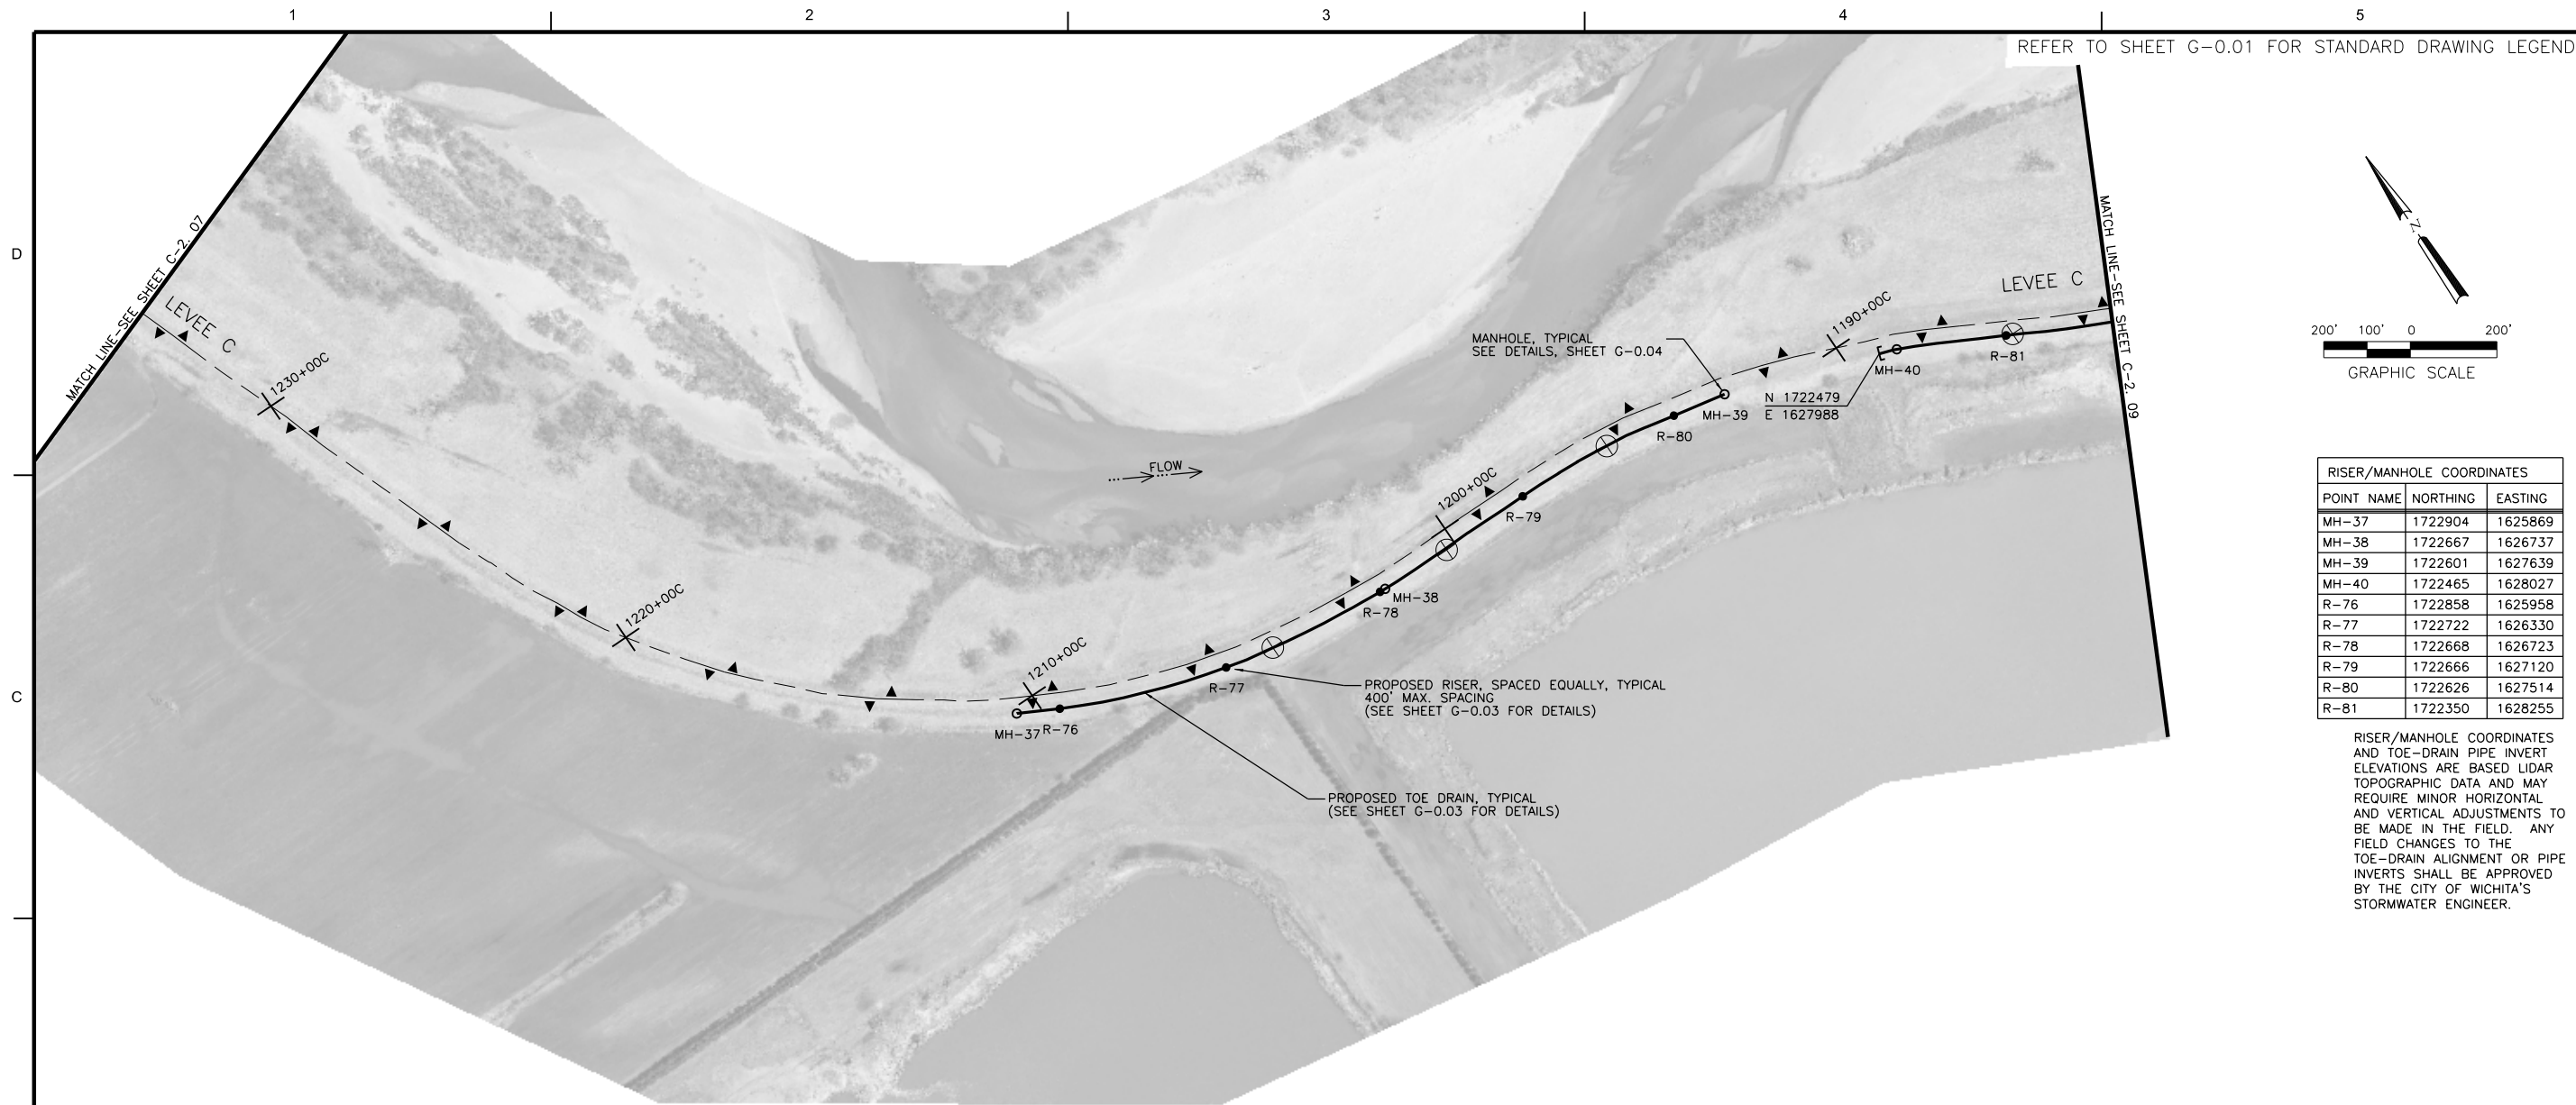 1
2
3
4
5
REFER TO SHEET G-0.01 FOR STANDARD DRAWING LEGEND
D
C
MATCH LINE-SEE SHEET C-2. 07
LEVEE C
1230+00C
1220+00C
1210+00C
1200+00C
1190+00C
LEVEE C
MATCH LINE-SEE SHEET C-2. 09
FLOW
MANHOLE, TYPICAL
SEE DETAILS, SHEET G-0.04
N 1722479
E 1627988
MH-40
R-81
MH-39
R-80
R-79
MH-38
R-78
R-77
MH-37
R-76
PROPOSED RISER, SPACED EQUALLY, TYPICAL
400' MAX. SPACING
(SEE SHEET G-0.03 FOR DETAILS)
PROPOSED TOE DRAIN, TYPICAL
(SEE SHEET G-0.03 FOR DETAILS)
Z
200' 100' 0 200'
GRAPHIC SCALE
RISER/MANHOLE COORDINATES
POINT NAME NORTHING EASTING
MH-37 1722904 1625869
MH-38 1722667 1626737
MH-39 1722601 1627639
MH-40 1722465 1628027
R-76 1722858 1625958
R-77 1722722 1626330
R-78 1722668 1626723
R-79 1722666 1627120
R-80 1722626 1627514
R-81 1722350 1628255
RISER/MANHOLE COORDINATES
AND TOE-DRAIN PIPE INVERT
ELEVATIONS ARE BASED LIDAR
TOPOGRAPHIC DATA AND MAY
REQUIRE MINOR HORIZONTAL
AND VERTICAL ADJUSTMENTS TO
BE MADE IN THE FIELD. ANY
FIELD CHANGES TO THE
TOE-DRAIN ALIGNMENT OR PIPE
INVERTS SHALL BE APPROVED
BY THE CITY OF WICHITA'S
STORMWATER ENGINEER.